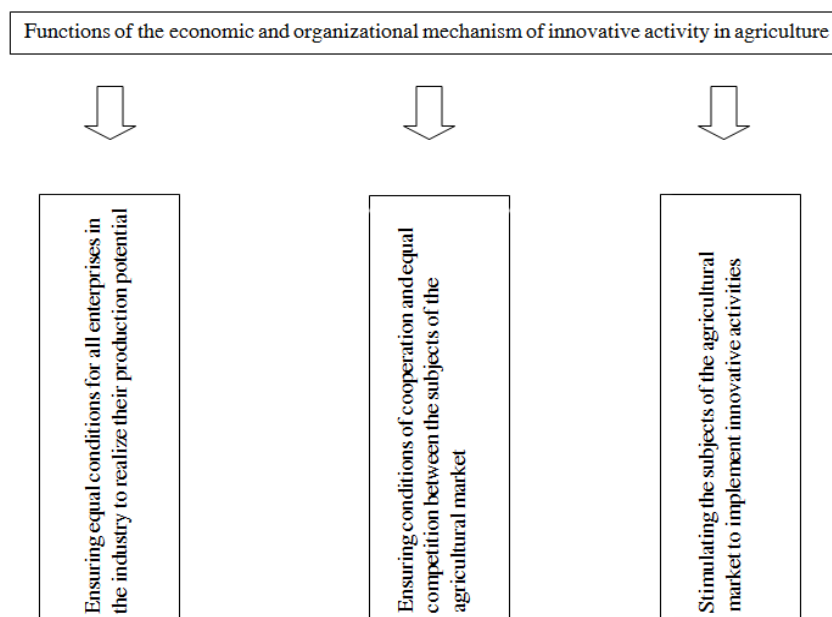 Functions of the economic and organizational mechanism of innovative activity in agriculture
Ensuring equal conditions for all enterprises in
the industry to realize their production potential
Ensuring conditions of cooperation and equal
competition between the subjects of the
agricultural market
Stimulating the subjects of the agricultural
market to implement innovative activities